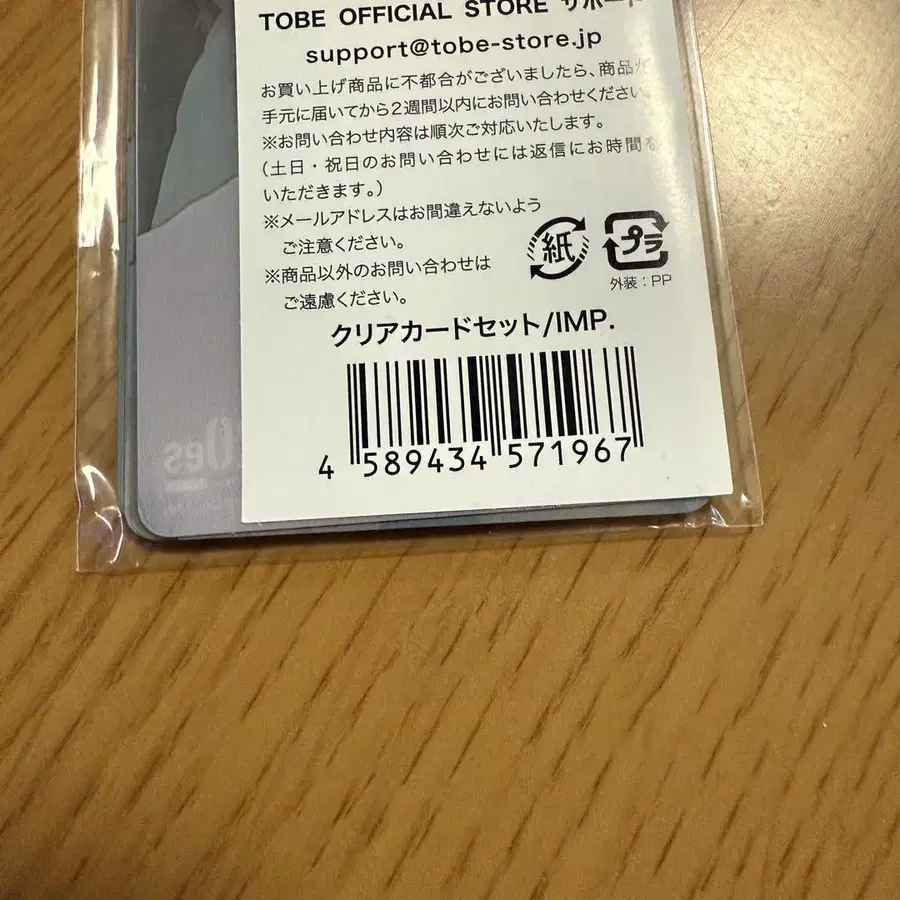 TOBE OFFICIAL STORE サポート
support@tobe-store.jp
お買い上げ商品に不都合がございましたら、商品が
手元に届いてから2週間以内にお問い合わせください
※お問い合わせ内容は順次ご対応いたします。
(土日・祝日のお問い合わせには返信にお時間を
いただきます。)
※メールアドレスはお間違えないよう
ご注意ください。
※商品以外のお問い合わせは
ご遠慮ください。
紙
プラ
外装：PP
クリアカードセット/IMP.
4 589434 571967